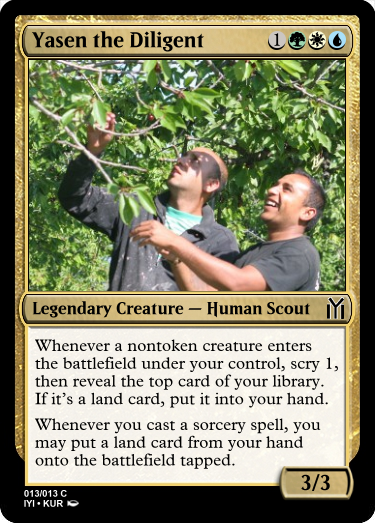 Yasen the Diligent 1
Legendary Creature — Human Scout
Whenever a nontoken creature enters
the battlefield under your control, scry 1,
then reveal the top card of your library.
If it's a land card, put it into your hand.
Whenever you cast a sorcery spell, you
may put a land card from your hand
onto the battlefield tapped.
3/3
013/013 C
IYI • KUR